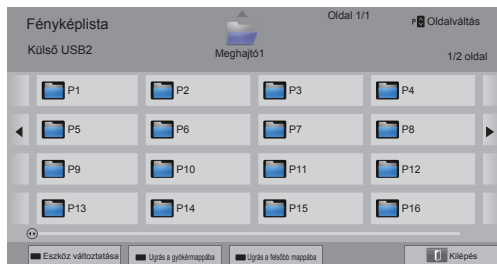 Fényképlista
Oldal 1/1
P Oldalváltás
Külső USB2
Meghajtó1
1/2 oldal
P1 P2 P3 P4
P5 P6 P7 P8
P9 P10 P11 P12
P13 P14 P15 P16
Eszköz változtatása Ugrás a gyökérmappába Ugrás a felsőbb mappába Kilépés